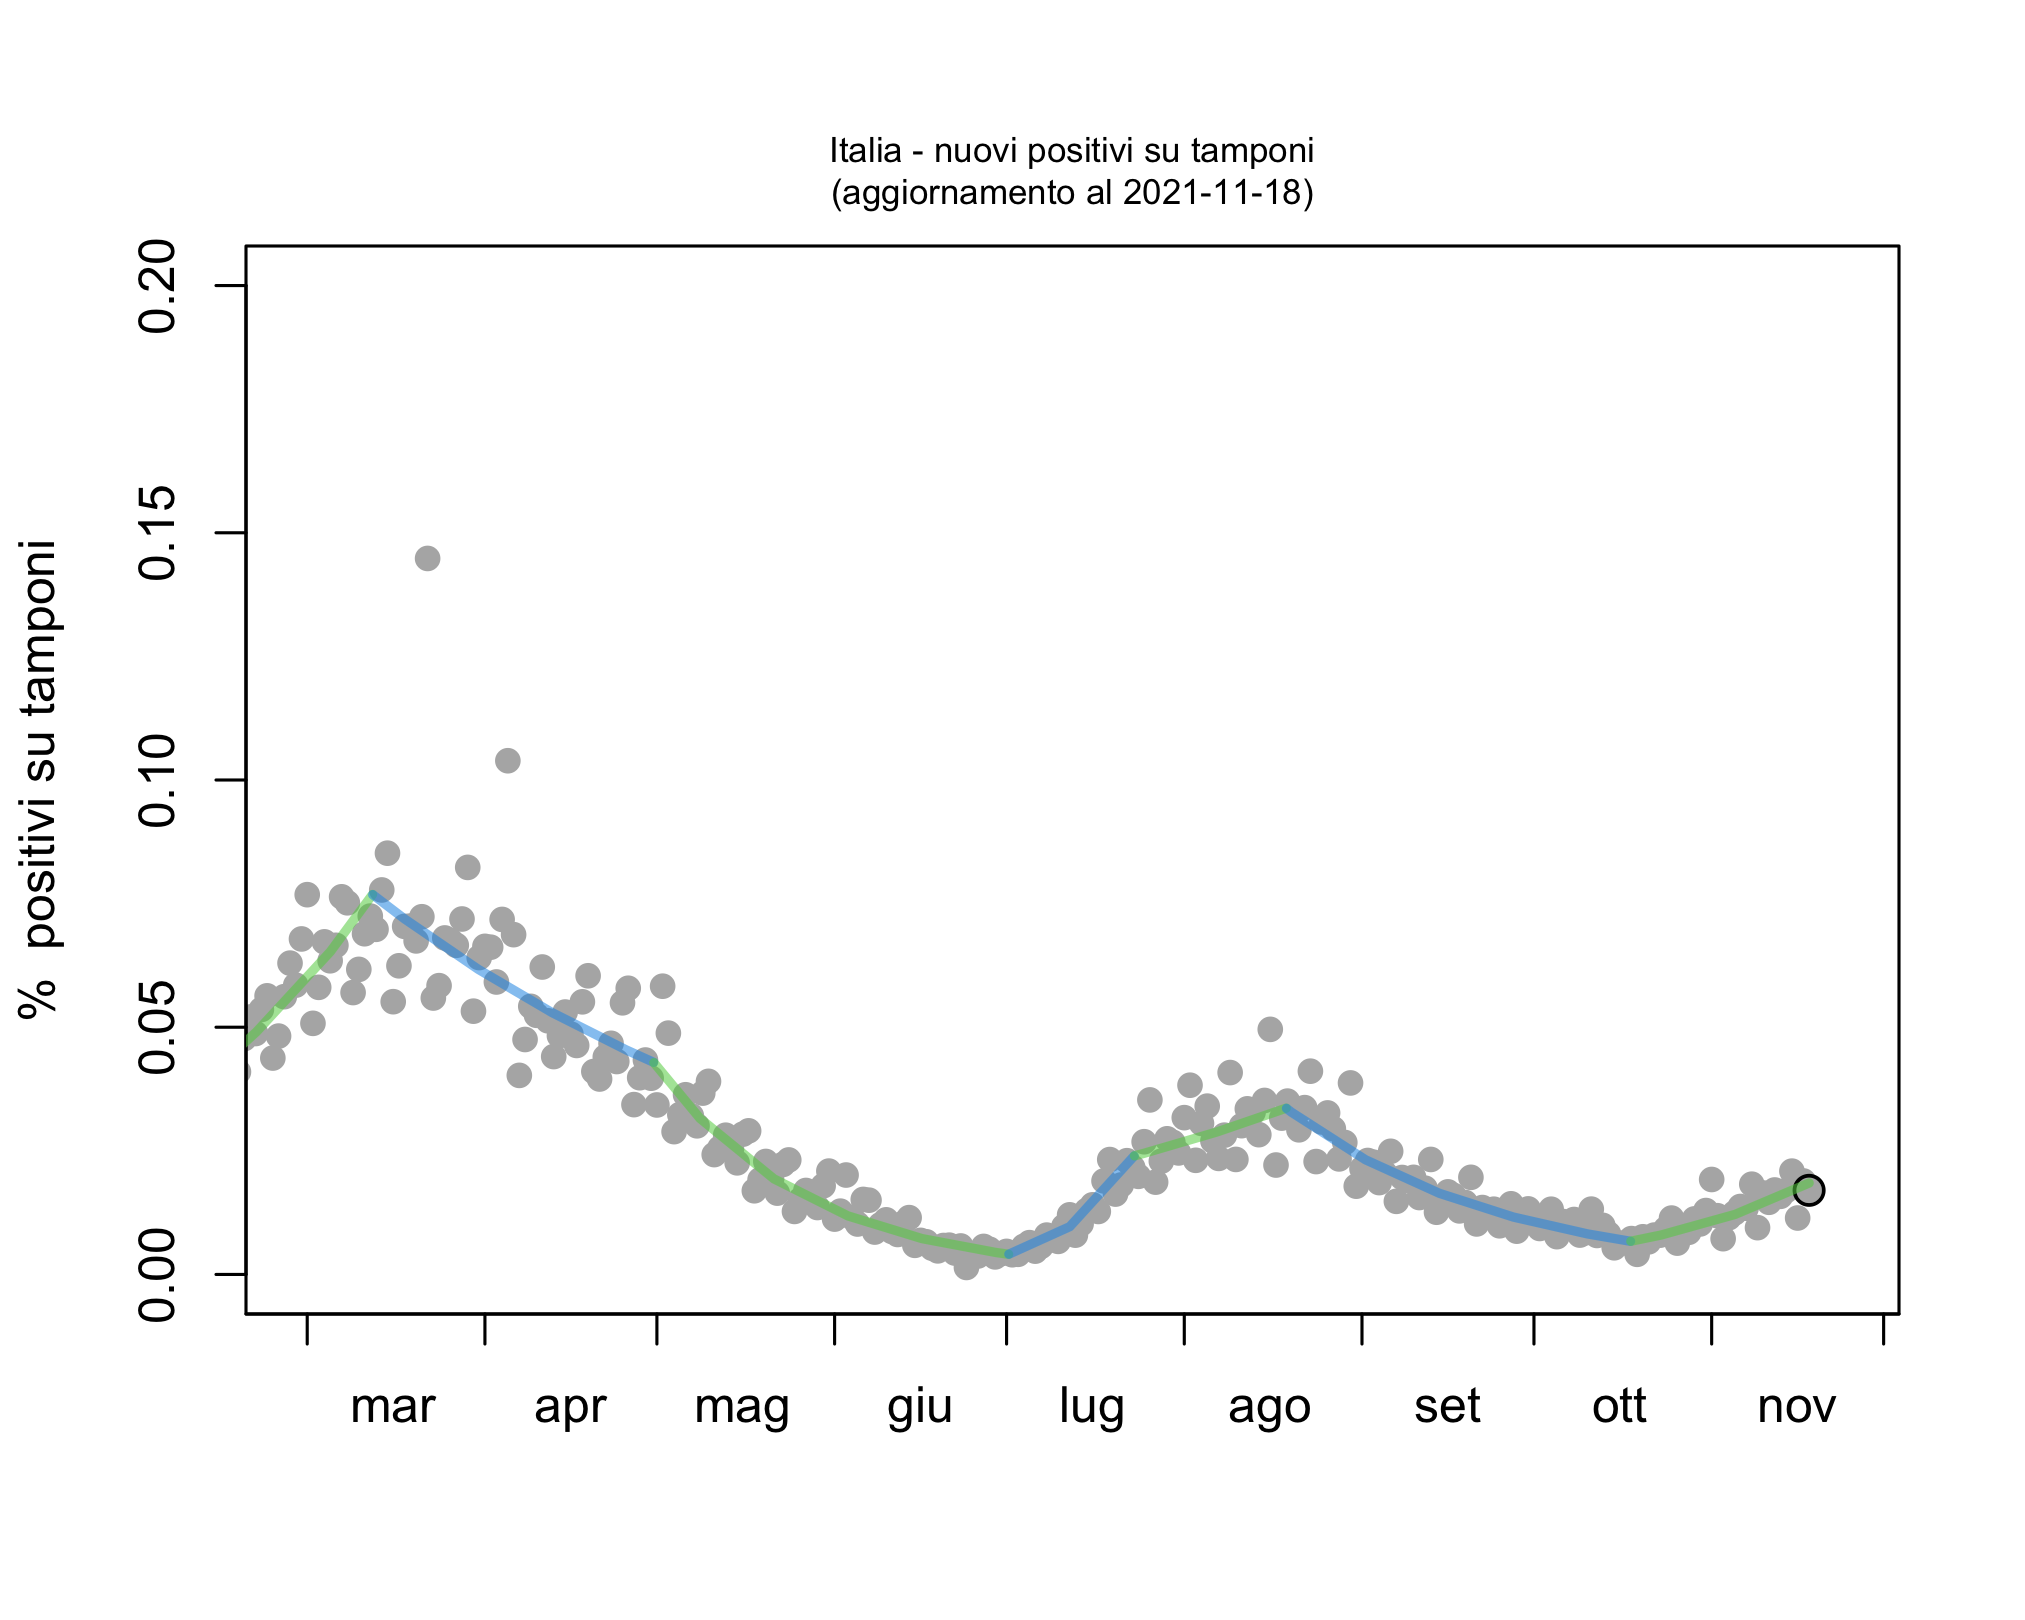 Italia - nuovi positivi su tamponi
(aggiornamento al 2021-11-18)
% positivi su tamponi
0.20
0.15
0.10
0.05
0.00
mar apr mag giu lug ago set ott nov